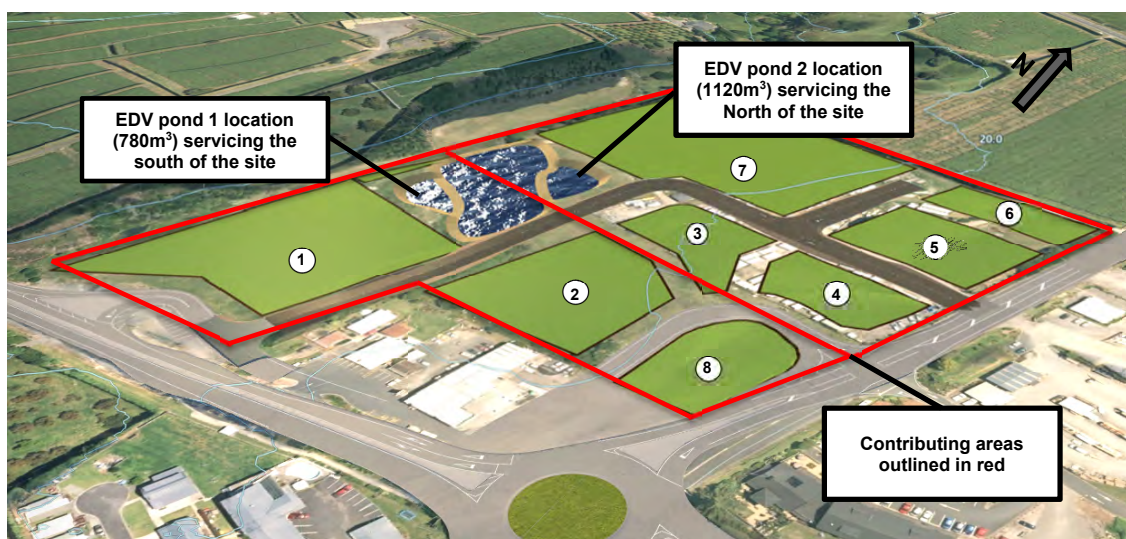 EDV pond 1 location
(780m³) servicing the
south of the site
EDV pond 2 location
(1120m³) servicing the
North of the site
N
20.0
7
6
3
5
1
4
2
8
Contributing areas
outlined in red